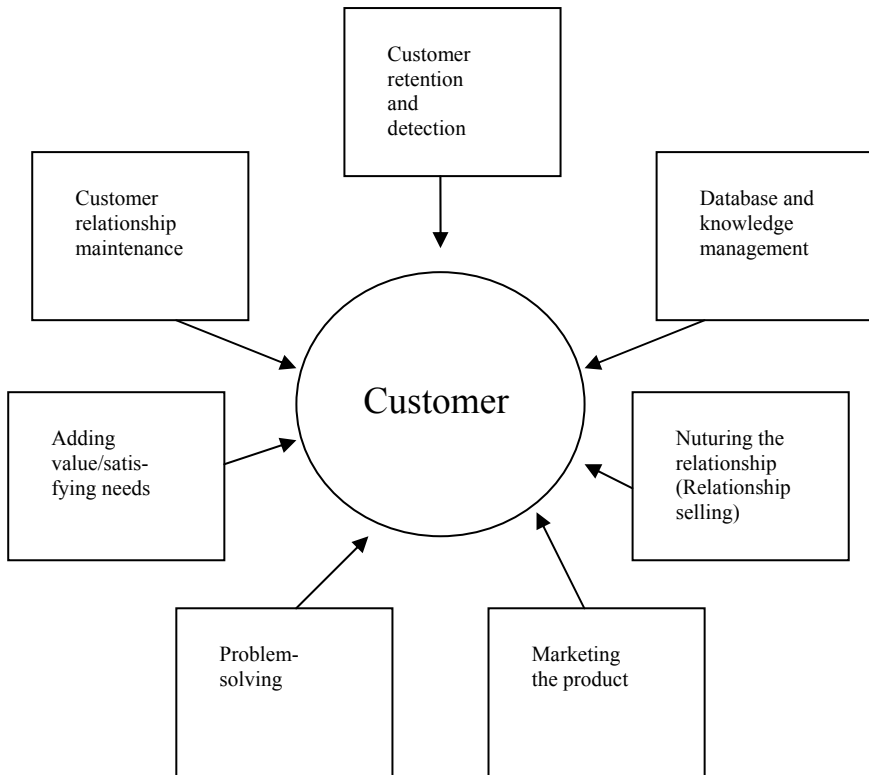 Customer
retention
and
detection
Customer
relationship
maintenance
Database and
knowledge
management
Customer
Adding
value/satis-
fying needs
Nuturing the
relationship
(Relationship
selling)
Problem-
solving
Marketing
the product